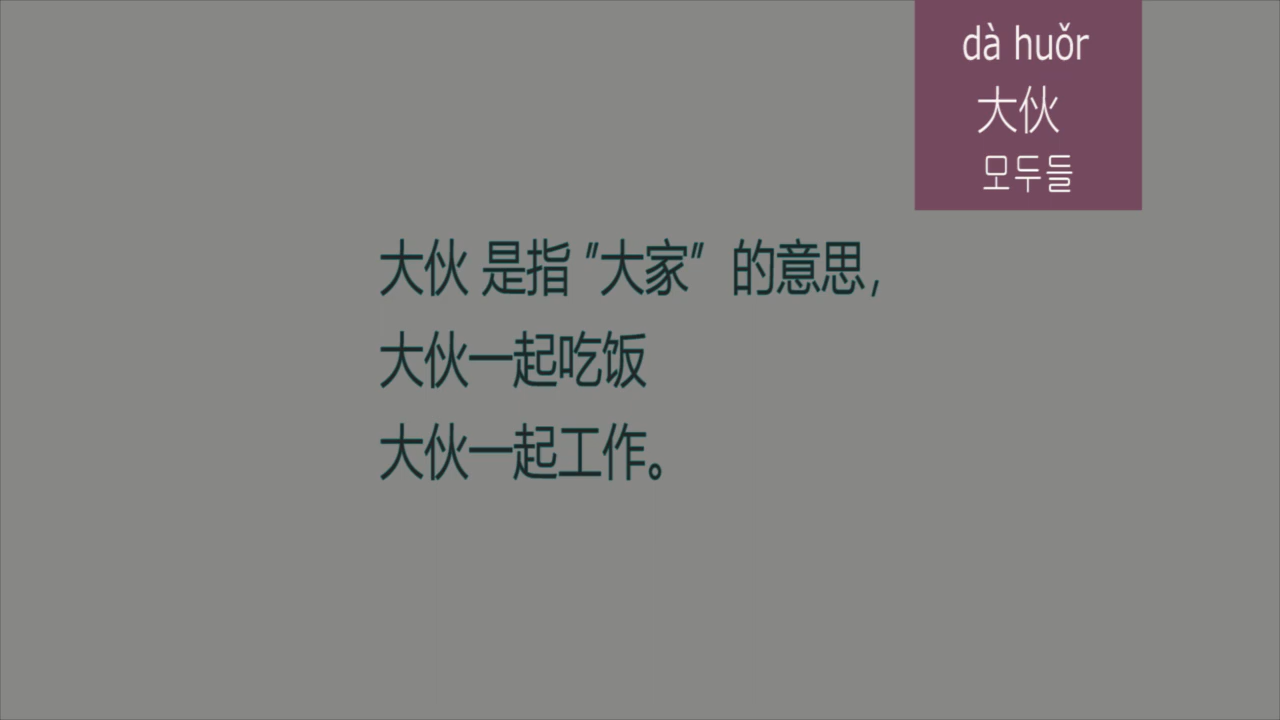 dà huǒr
大伙
모두들
大伙 是指 "大家" 的意思，
大伙一起吃饭
大伙一起工作。